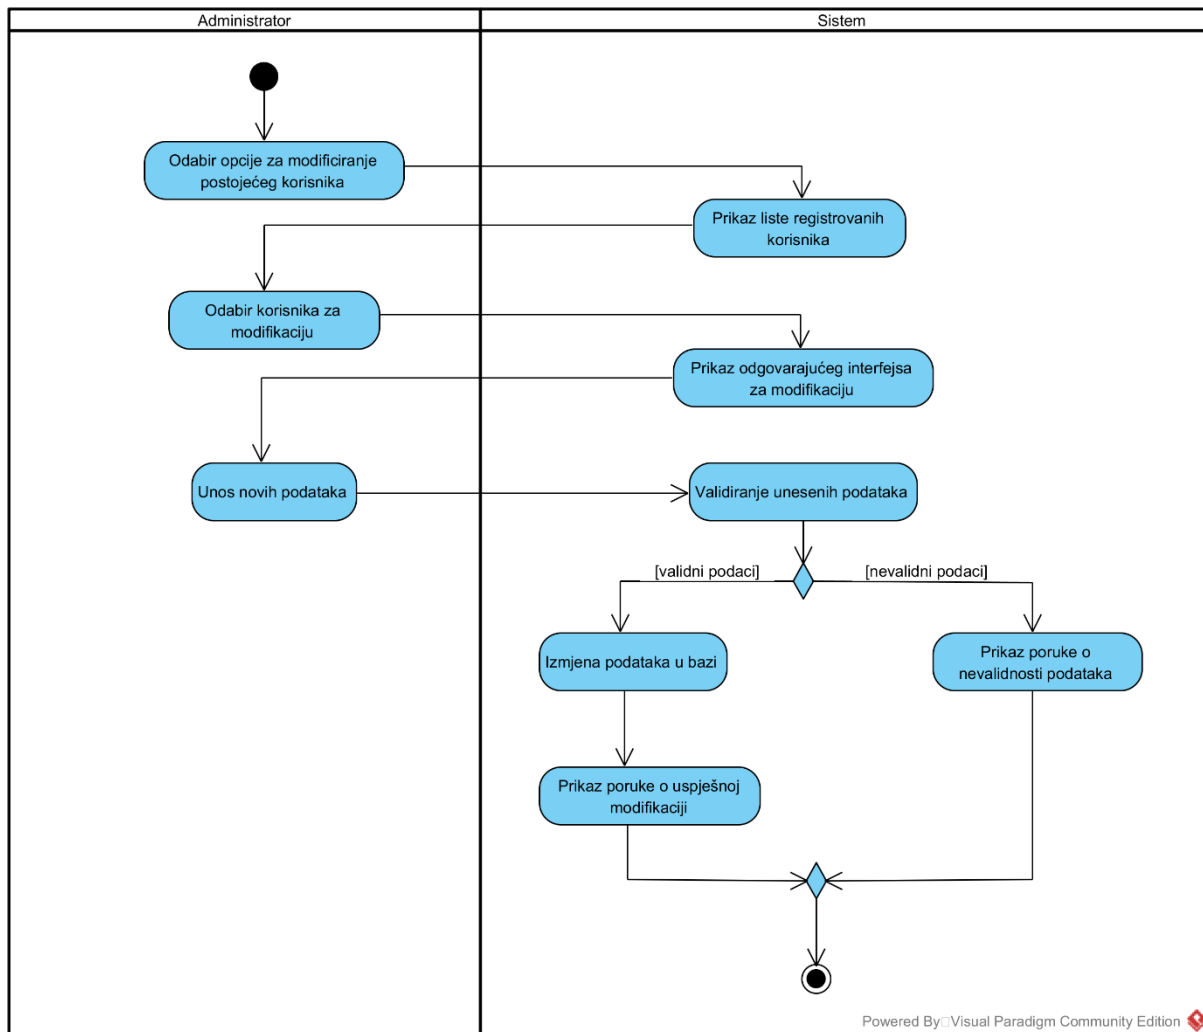 Administrator
Sistem
Odabir opcije za modificiranje
postojećeg korisnika
Prikaz liste registrovanih
korisnika
Odabir korisnika za
modifikaciju
Prikaz odgovarajućeg interfejsa
za modifikaciju
Unos novih podataka
Validiranje unesenih podataka
[validni podaci]
[nevalidni podaci]
Izmjena podataka u bazi
Prikaz poruke o
nevalidnosti podataka
Prikaz poruke o uspješnoj
modifikaciji
Powered By Visual Paradigm Community Edition